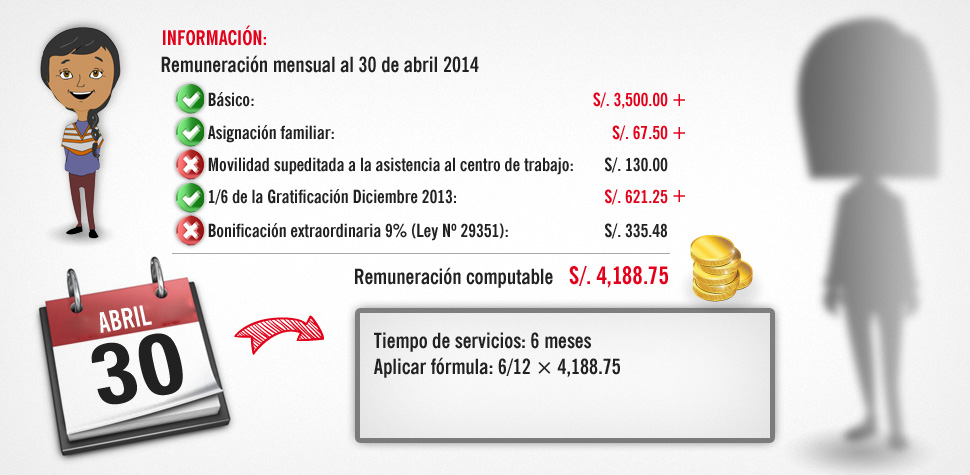 INFORMACIÓN:
Remuneración mensual al 30 de abril 2014
Básico: S/. 3,500.00 +
Asignación familiar: S/. 67.50 +
Movilidad supeditada a la asistencia al centro de trabajo: S/. 130.00
1/6 de la Gratificación Diciembre 2013: S/. 621.25 +
Bonificación extraordinaria 9% (Ley Nº 29351): S/. 335.48
Remuneración computable S/. 4,188.75
ABRIL
30
Tiempo de servicios: 6 meses
Aplicar fórmula: 6/12 × 4,188.75